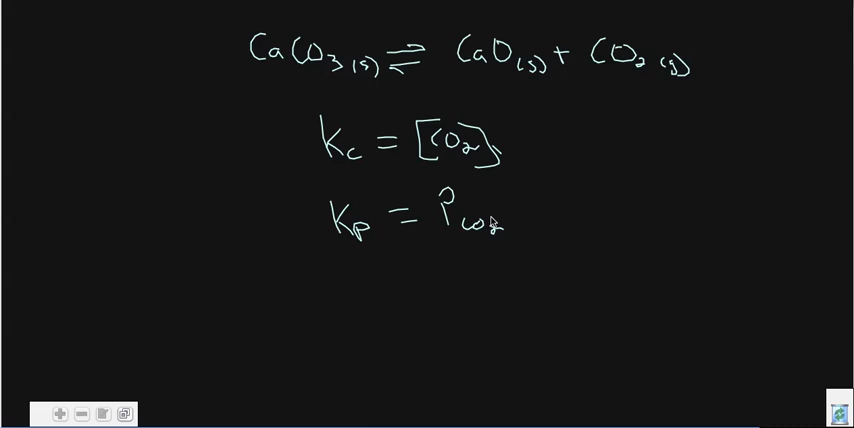 CaCO₃(s) ⇌ CaO(s) + CO₂(g)
Kc = [CO₂]
Kp = Pco₂